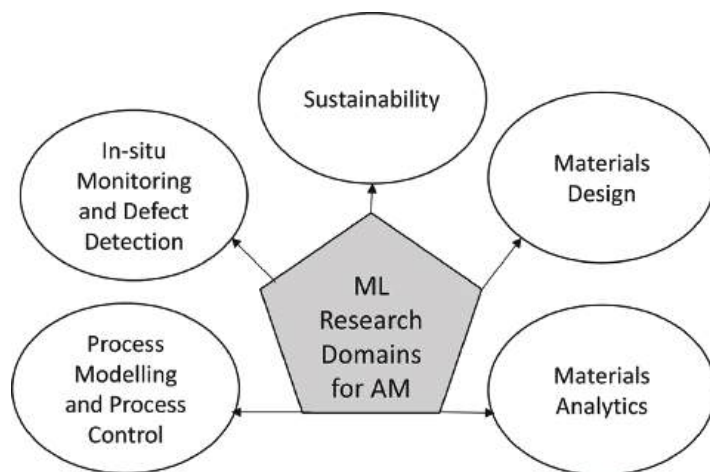 Sustainability
In-situ
Monitoring
and Defect
Detection
Materials
Design
ML
Research
Domains
for AM
Process
Modelling
and Process
Control
Materials
Analytics